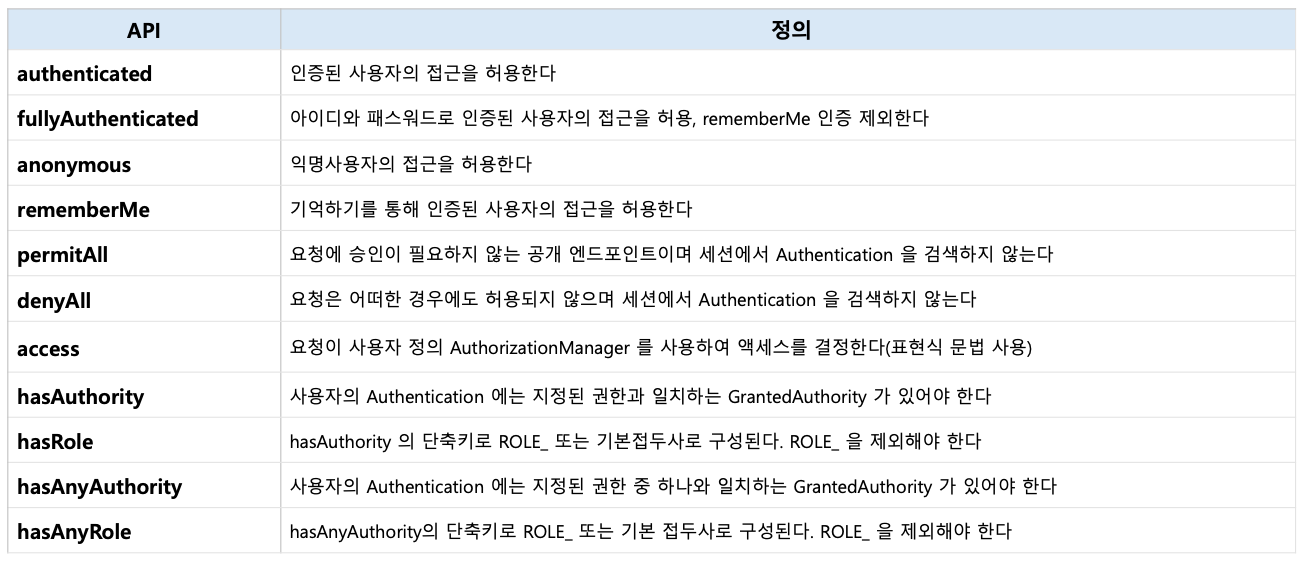 API 정의
authenticated 인증된 사용자의 접근을 허용한다
fullyAuthenticated 아이디와 패스워드로 인증된 사용자의 접근을 허용, rememberMe 인증 제외한다
anonymous 익명사용자의 접근을 허용한다
rememberMe 기억하기를 통해 인증된 사용자의 접근을 허용한다
permitAll 요청에 승인이 필요하지 않는 공개 엔드포인트이며 세션에서 Authentication 을 검색하지 않는다
denyAll 요청은 어떠한 경우에도 허용되지 않으며 세션에서 Authentication 을 검색하지 않는다
access 요청이 사용자 정의 AuthorizationManager 를 사용하여 액세스를 결정한다(표현식 문법 사용)
hasAuthority 사용자의 Authentication 에는 지정된 권한과 일치하는 GrantedAuthority 가 있어야 한다
hasRole hasAuthority 의 단축키로 ROLE_ 또는 기본접두사로 구성된다. ROLE_ 을 제외해야 한다
hasAnyAuthority 사용자의 Authentication 에는 지정된 권한 중 하나와 일치하는 GrantedAuthority 가 있어야 한다
hasAnyRole hasAnyAuthority의 단축키로 ROLE_ 또는 기본 접두사로 구성된다. ROLE_ 을 제외해야 한다